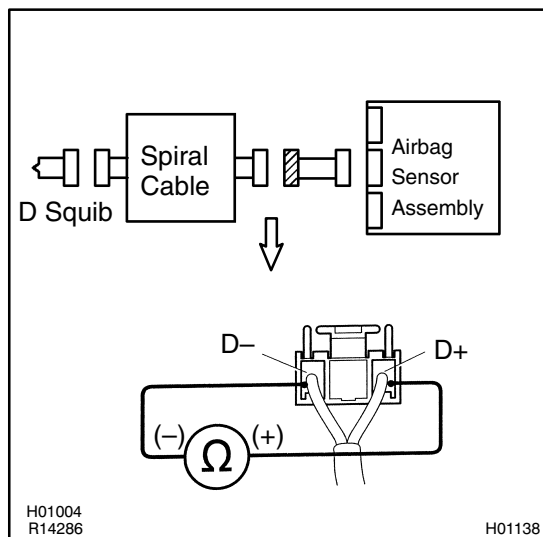 Spiral
Cable
D Squib
Airbag
Sensor
Assembly
D−
D+
(−)
Ω
(+)
H01004
R14286
H01138